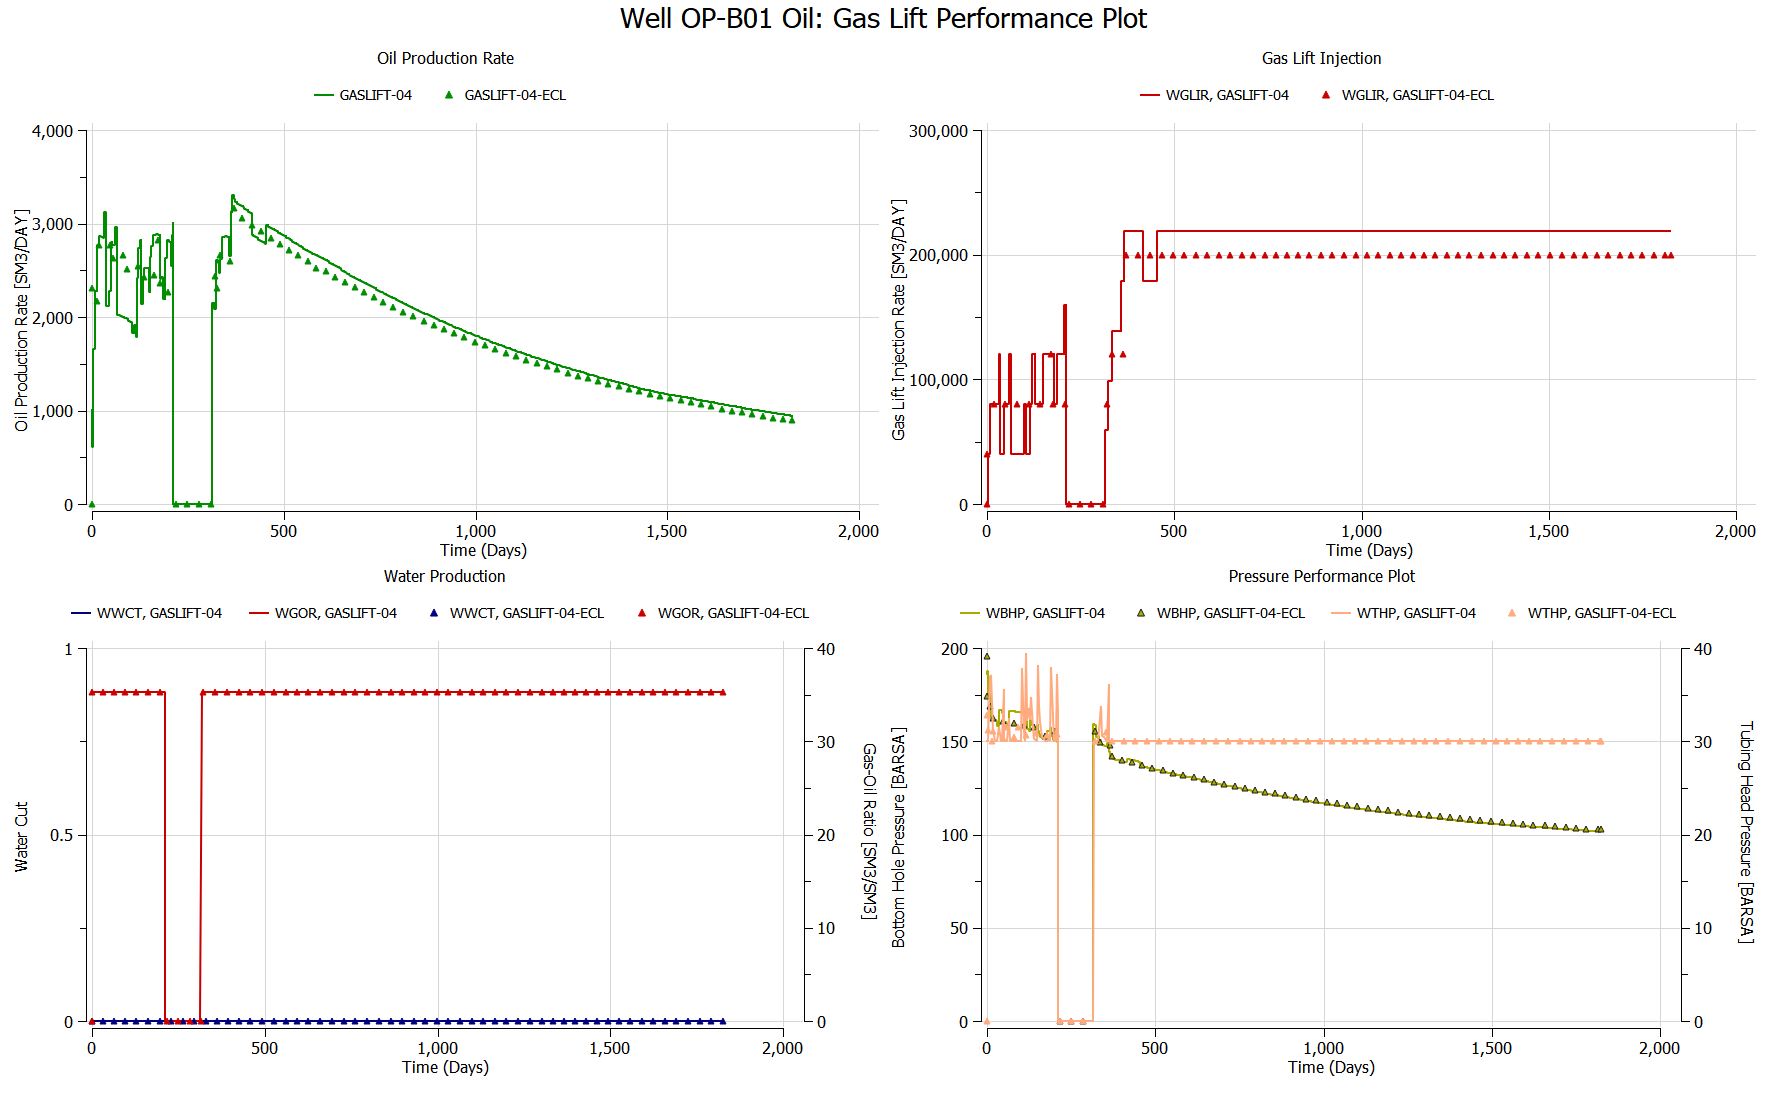 Well OP-B01 Oil: Gas Lift Performance Plot
Oil Production Rate
GASLIFT-04
GASLIFT-04-ECL
4,000
3,000
2,000
1,000
0
Oil Production Rate [SM3/DAY]
0
500
1,000
1,500
2,000
Time (Days)
Gas Lift Injection
WGLIR, GASLIFT-04
WGLIR, GASLIFT-04-ECL
300,000
200,000
100,000
0
Gas Lift Injection Rate [SM3/DAY]
0
500
1,000
1,500
2,000
Time (Days)
Water Production
WWCT, GASLIFT-04
WGOR, GASLIFT-04
WWCT, GASLIFT-04-ECL
WGOR, GASLIFT-04-ECL
1
0.5
0
Water Cut
40
30
20
10
0
Gas-Oil Ratio [SM3/SM3]
0
500
1,000
1,500
2,000
Time (Days)
Pressure Performance Plot
WBHP, GASLIFT-04
WBHP, GASLIFT-04-ECL
WTHP, GASLIFT-04
WTHP, GASLIFT-04-ECL
200
150
100
50
0
Bottom Hole Pressure [BARSA]
40
30
20
10
0
Tubing Head Pressure [BARSA]
0
500
1,000
1,500
2,000
Time (Days)